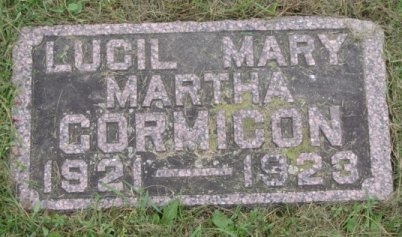 LUCIL MARY
MARTHA
CORMICON
1921 — 1923